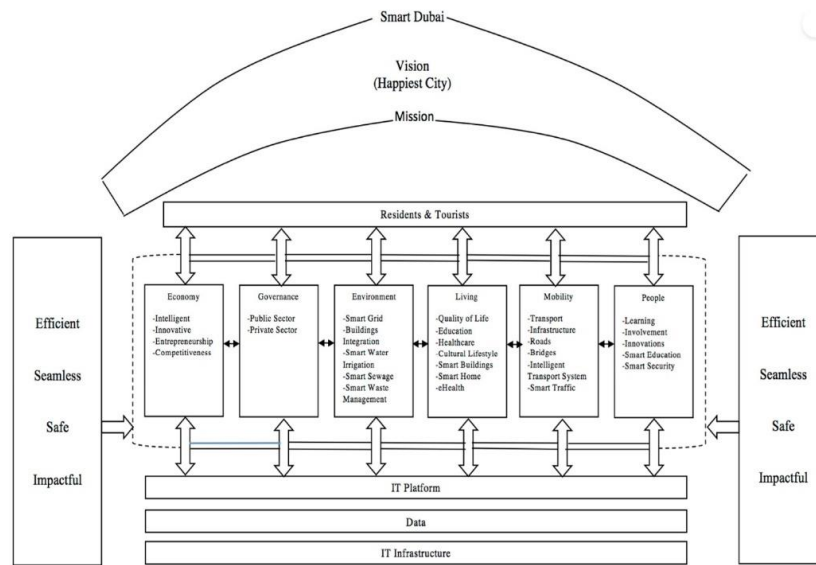 Smart Dubai
Vision
(Happiest City)
Mission
Residents & Tourists
Efficient
Seamless
Safe
Impactful
Economy
-Intelligent
-Innovative
-Entrepreneurship
-Competitiveness
Governance
-Public Sector
-Private Sector
Environment
-Smart Grid
-Buildings
Integration
-Smart Water
Irrigation
-Smart Sewage
-Smart Waste
Management
Living
-Quality of Life
-Education
-Healthcare
-Cultural Lifestyle
-Smart Buildings
-Smart Home
-eHealth
Mobility
-Transport
-Infrastructure
-Roads
-Bridges
-Intelligent
Transport System
-Smart Traffic
People
-Learning
-Involvement
-Innovations
-Smart Education
-Smart Security
Efficient
Seamless
Safe
Impactful
IT Platform
Data
IT Infrastructure